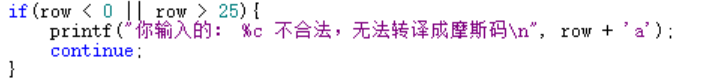 if(row < 0 || row > 25){
printf("你输入的: %c 不合法，无法转译成摩斯码\n", row + 'a');
continue;
}